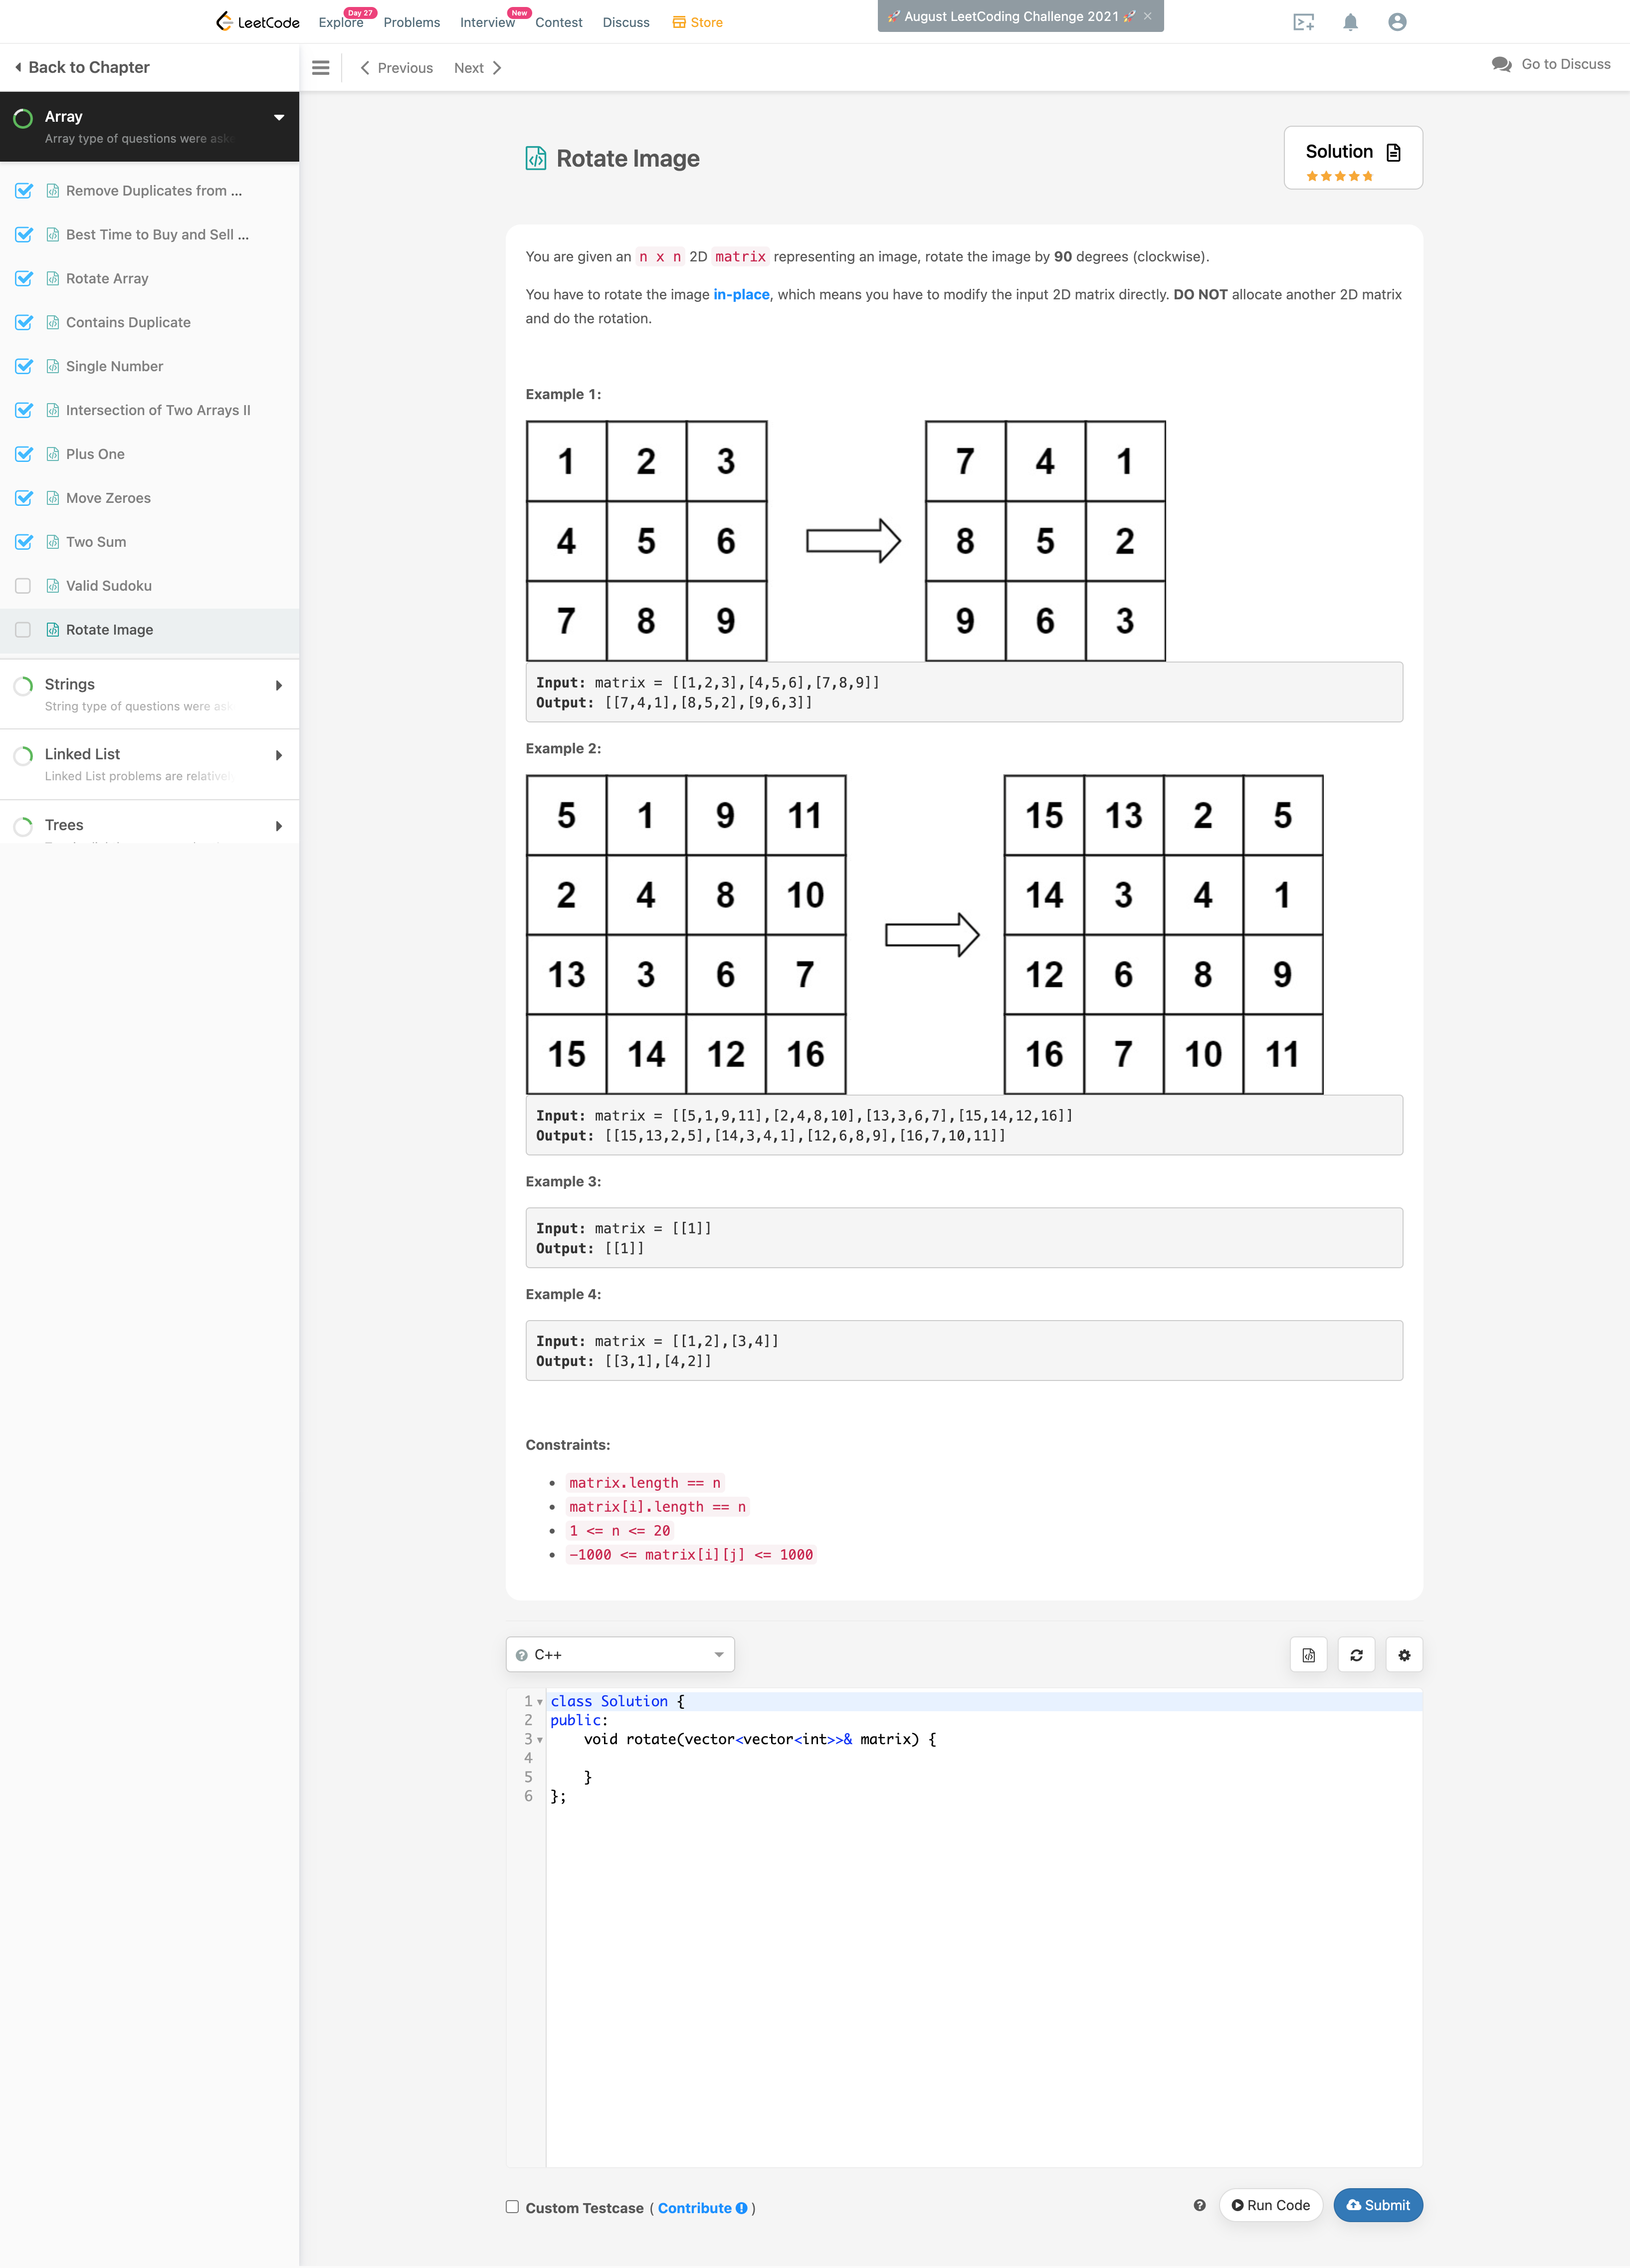 LeetCode Explore Day 27 Problems Interview New Contest Discuss Store
🚀 August LeetCoding Challenge 2021 🚀 ×
Back to Chapter
Previous Next
Go to Discuss
Array
Array type of questions were
Remove Duplicates from ...
Best Time to Buy and Sell ...
Rotate Array
Contains Duplicate
Single Number
Intersection of Two Arrays II
Plus One
Move Zeroes
Two Sum
Valid Sudoku
Rotate Image
Strings
String type of questions were
Linked List
Linked List problems are
Trees
Rotate Image
Solution
You are given an n x n 2D matrix representing an image, rotate the image by 90 degrees (clockwise).
You have to rotate the image in-place, which means you have to modify the input 2D matrix directly. DO NOT allocate another 2D matrix
and do the rotation.
Example 1:
1 2 3 7 4 1
4 5 6 8 5 2
7 8 9 9 6 3
Input: matrix = [[1,2,3],[4,5,6],[7,8,9]]
Output: [[7,4,1],[8,5,2],[9,6,3]]
Example 2:
5 1 9 11 15 13 2 5
2 4 8 10 14 3 4 1
13 3 6 7 12 6 8 9
15 14 12 16 16 7 10 11
Input: matrix = [[5,1,9,11],[2,4,8,10],[13,3,6,7],[15,14,12,16]]
Output: [[15,13,2,5],[14,3,4,1],[12,6,8,9],[16,7,10,11]]
Example 3:
Input: matrix = [[1]]
Output: [[1]]
Example 4:
Input: matrix = [[1,2],[3,4]]
Output: [[3,1],[4,2]]
Constraints:
• matrix.length == n
• matrix[i].length == n
• 1 <= n <= 20
• -1000 <= matrix[i][j] <= 1000
C++
1 class Solution {
2 public:
3     void rotate(vector<vector<int>>& matrix) {
4
5     }
6 };
Custom Testcase ( Contribute )
Run Code
Submit